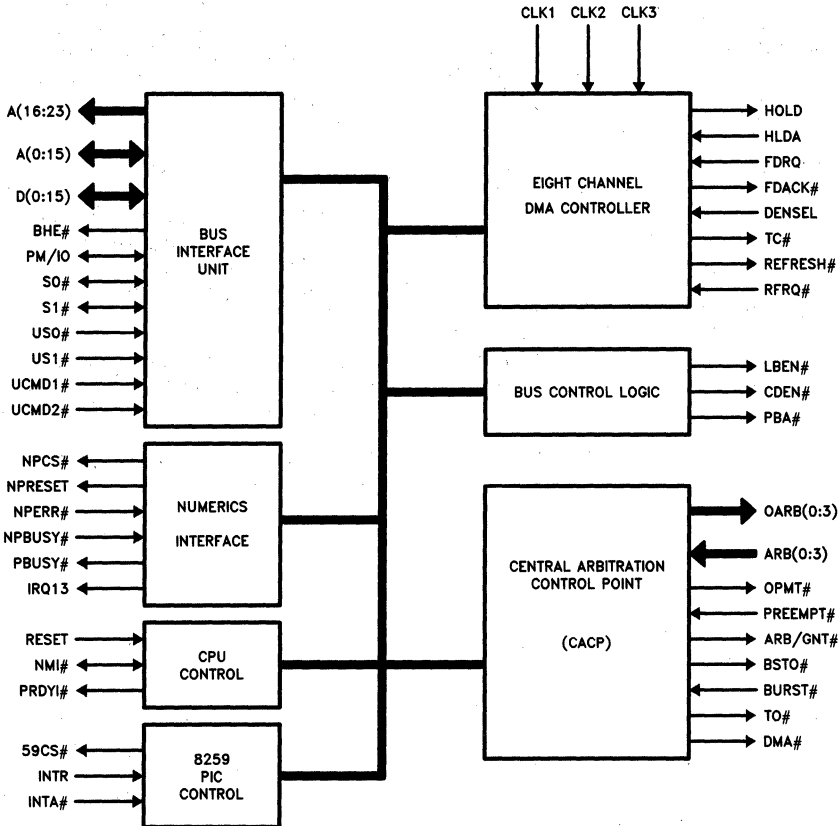 CLK1 CLK2 CLK3
A(16:23)
A(0:15)
D(0:15)
BHE#
PM/IO
S0#
S1#
US0#
US1#
UCMD1#
UCMD2#
BUS
INTERFACE
UNIT
NPCS#
NPRESET
NPERR#
NPBUSY#
PBUSY#
IRQ13
NUMERICS
INTERFACE
RESET
NMI#
PRDYI#
CPU
CONTROL
59CS#
INTR
INTA#
8259
PIC
CONTROL
EIGHT CHANNEL
DMA CONTROLLER
HOLD
HLDA
FDRQ
FDACK#
DENSEL
TC#
REFRESH#
RFRQ#
BUS CONTROL LOGIC
LBEN#
CDEN#
PBA#
CENTRAL ARBITRATION
CONTROL POINT
(CACP)
OARB(0:3)
ARB(0:3)
OPMT#
PREEMPT#
ARB/GNT#
BSTO#
BURST#
TO#
DMA#